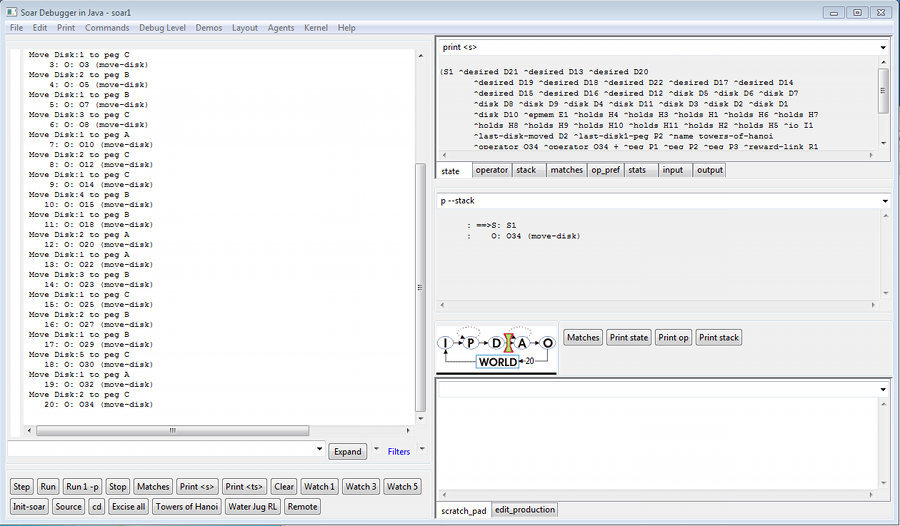 Soar Debugger in Java - soar1
File Edit Print Commands Debug Level Demos Layout Agents Kernel Help
Move Disk:1 to peg C
3: O: O3 (move-disk)
Move Disk:2 to peg B
4: O: O5 (move-disk)
Move Disk:1 to peg B
5: O: O7 (move-disk)
Move Disk:3 to peg C
6: O: O8 (move-disk)
Move Disk:1 to peg A
7: O: O10 (move-disk)
Move Disk:2 to peg C
8: O: O12 (move-disk)
Move Disk:1 to peg C
9: O: O14 (move-disk)
Move Disk:4 to peg B
10: O: O15 (move-disk)
Move Disk:1 to peg B
11: O: O18 (move-disk)
Move Disk:2 to peg A
12: O: O20 (move-disk)
Move Disk:1 to peg A
13: O: O22 (move-disk)
Move Disk:3 to peg B
14: O: O23 (move-disk)
Move Disk:1 to peg C
15: O: O25 (move-disk)
Move Disk:2 to peg B
16: O: O27 (move-disk)
Move Disk:1 to peg B
17: O: O29 (move-disk)
Move Disk:5 to peg C
18: O: O30 (move-disk)
Move Disk:1 to peg A
19: O: O32 (move-disk)
Move Disk:2 to peg C
20: O: O34 (move-disk)
Expand Filters
Step Run Run 1 -p Stop Matches Print <s> Print <ts> Clear Watch 1 Watch 3 Watch 5
Init-soar Source cd Excise all Towers of Hanoi Water Jug RL Remote
print <s>
(S1 ^desired D21 ^desired D13 ^desired D20
^desired D19 ^desired D18 ^desired D22 ^desired D17 ^desired D14
^desired D15 ^desired D16 ^desired D12 ^disk D5 ^disk D6 ^disk D7
^disk D8 ^disk D9 ^disk D4 ^disk D11 ^disk D3 ^disk D2 ^disk D1
^disk D10 ^epmem E1 ^holds H4 ^holds H3 ^holds H1 ^holds H6 ^holds H7
^holds H8 ^holds H9 ^holds H10 ^holds H11 ^holds H2 ^holds H5 ^io I1
^last-disk-moved D2 ^last-disk1-peg P2 ^name towers-of-hanoi
^operator O34 ^operator O34 + ^peg P1 ^peg P2 ^peg P3 ^reward-link R1
state operator stack matches op_pref stats input output
p --stack
: ==>S: S1
: O: O34 (move-disk)
I P D A O
WORLD 20
Matches Print state Print op Print stack
scratch_pad edit_production